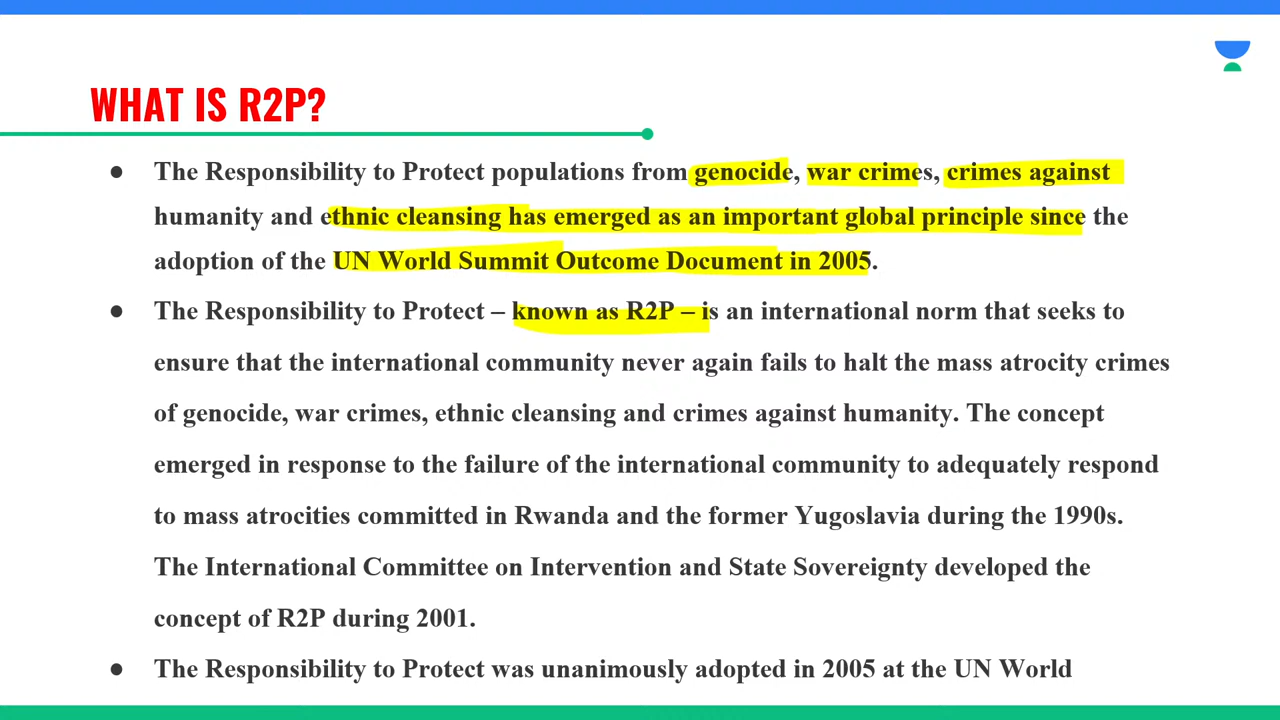 WHAT IS R2P?
● The Responsibility to Protect populations from genocide, war crimes, crimes against
humanity and ethnic cleansing has emerged as an important global principle since the
adoption of the UN World Summit Outcome Document in 2005.
● The Responsibility to Protect – known as R2P – is an international norm that seeks to
ensure that the international community never again fails to halt the mass atrocity crimes
of genocide, war crimes, ethnic cleansing and crimes against humanity. The concept
emerged in response to the failure of the international community to adequately respond
to mass atrocities committed in Rwanda and the former Yugoslavia during the 1990s.
The International Committee on Intervention and State Sovereignty developed the
concept of R2P during 2001.
● The Responsibility to Protect was unanimously adopted in 2005 at the UN World